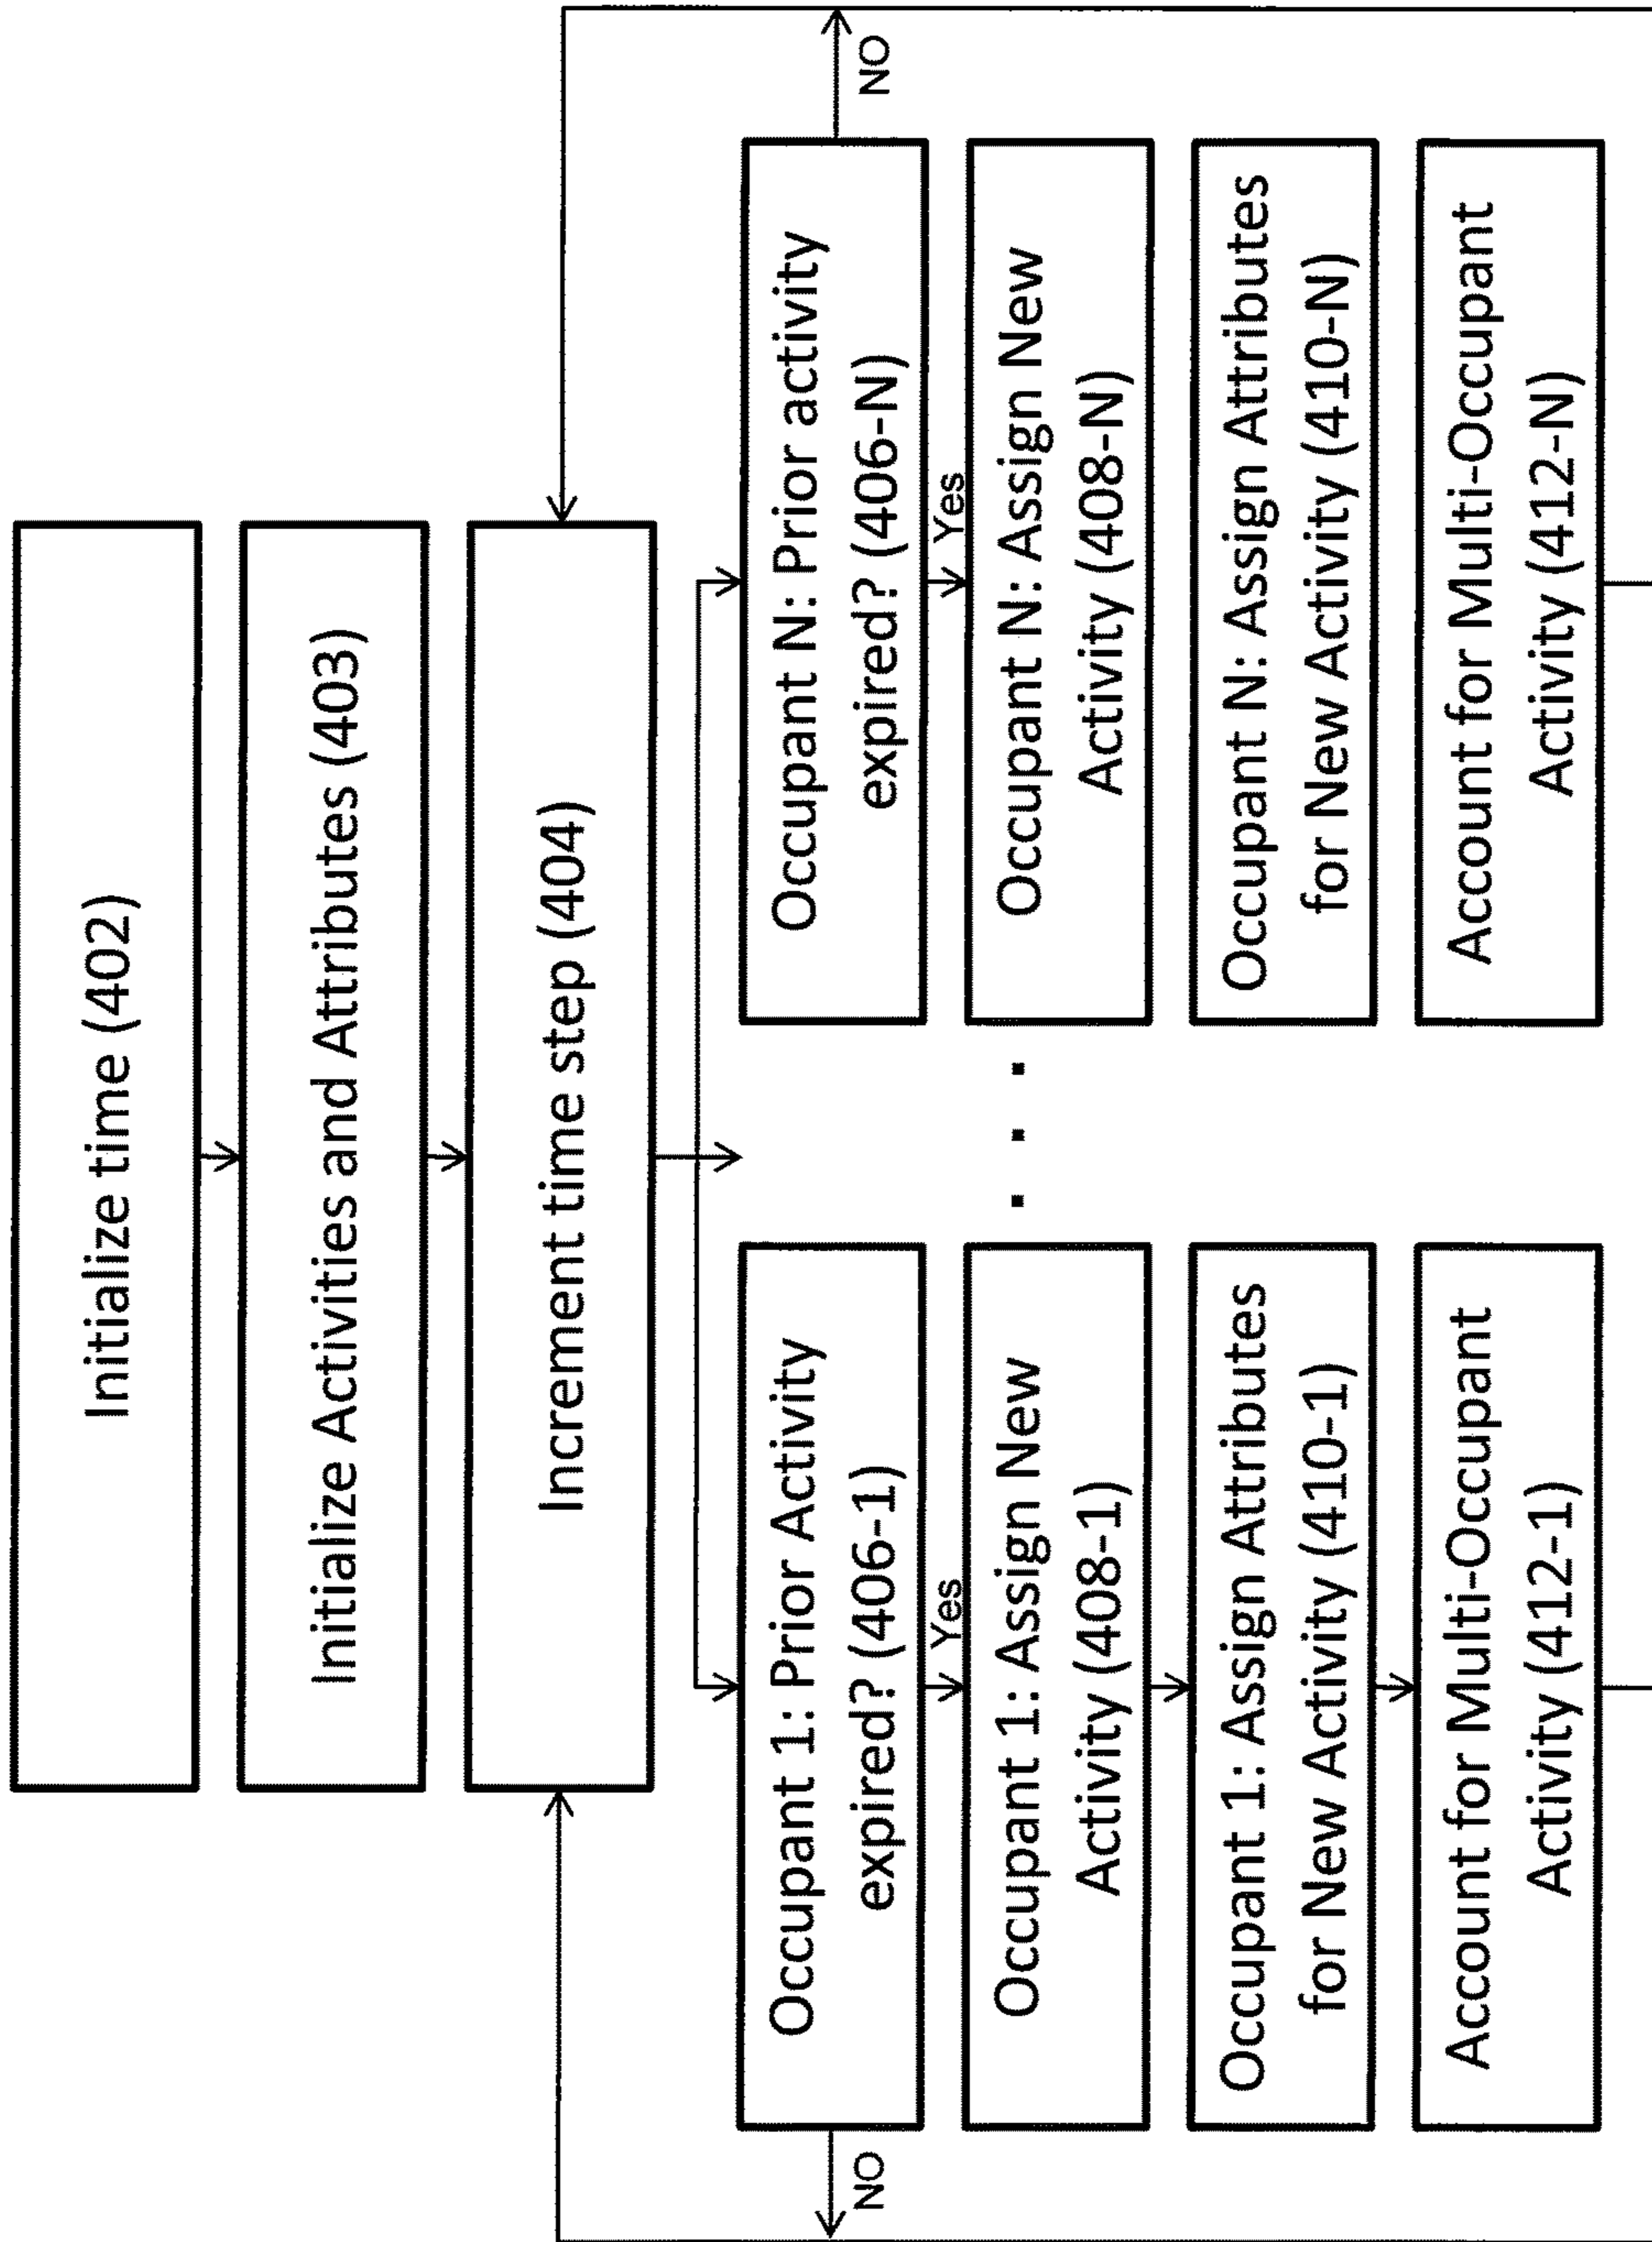 Initialize time (402)
Initialize Activities and Attributes (403)
Increment time step (404)
Occupant 1: Prior Activity
expired? (406-1)
NO
Yes
Occupant 1: Assign New
Activity (408-1)
Occupant 1: Assign Attributes
for New Activity (410-1)
Account for Multi-Occupant
Activity (412-1)
. . .
Occupant N: Prior activity
expired? (406-N)
NO
Yes
Occupant N: Assign New
Activity (408-N)
Occupant N: Assign Attributes
for New Activity (410-N)
Account for Multi-Occupant
Activity (412-N)